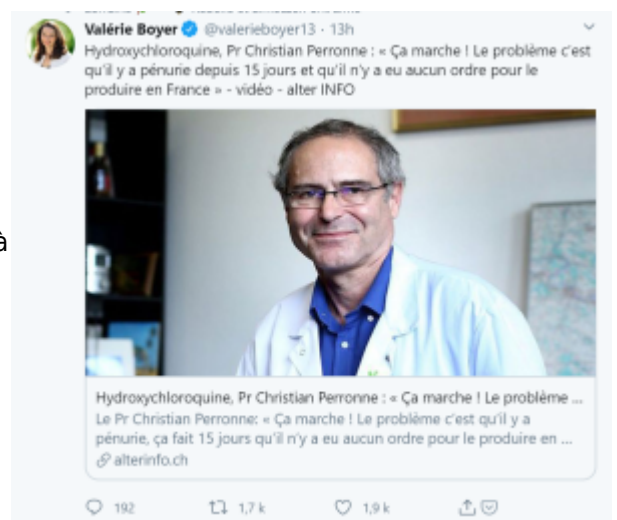 Valérie Boyer @valerieboyer13 · 13h
Hydroxychloroquine, Pr Christian Perronne : « Ça marche ! Le problème c'est
qu'il y a pénurie depuis 15 jours et qu'il n'y a eu aucun ordre pour le
produire en France » - vidéo - alter INFO
à
Hydroxychloroquine, Pr Christian Perronne : « Ça marche ! Le problème ...
Le Pr Christian Perronne: « Ça marche ! Le problème c'est qu'il y a
pénurie, ça fait 15 jours qu'il n'y a eu aucun ordre pour le produire en ...
alterinfo.ch
192 1,7 k 1,9 k